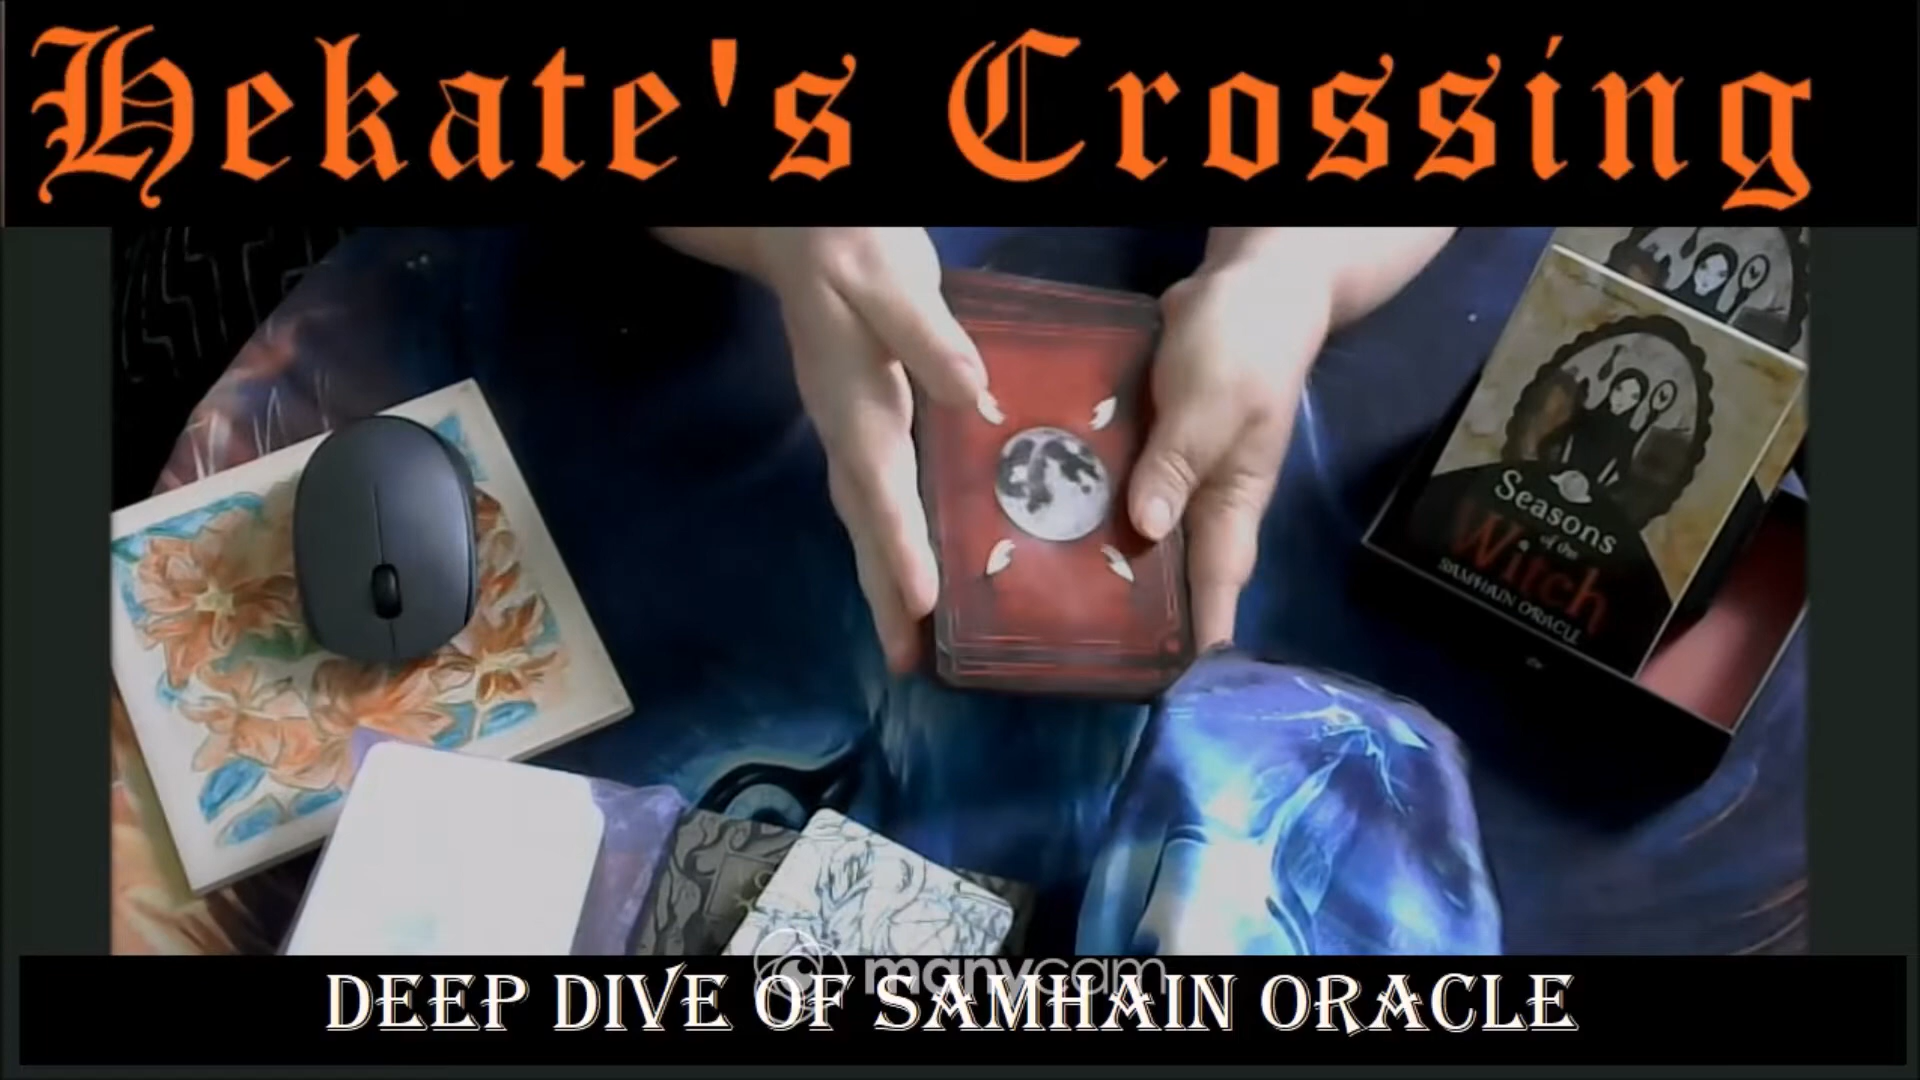 Hekate's Crossing
Seasons
of the
Witch
SAMHAIN ORACLE
manycam
DEEP DIVE OF SAMHAIN ORACLE